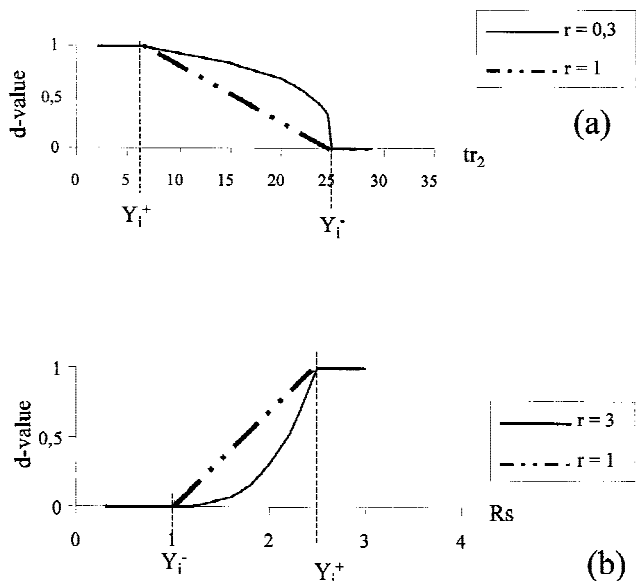 r = 0,3
r = 1
(a)
d-value
1
0,5
0
0 5 10 15 20 25 30 35
tr₂
Yᵢ⁺
Yᵢ⁻
r = 3
r = 1
(b)
d-value
1
0,5
0
0 1 2 3 4
Rs
Yᵢ⁻
Yᵢ⁺